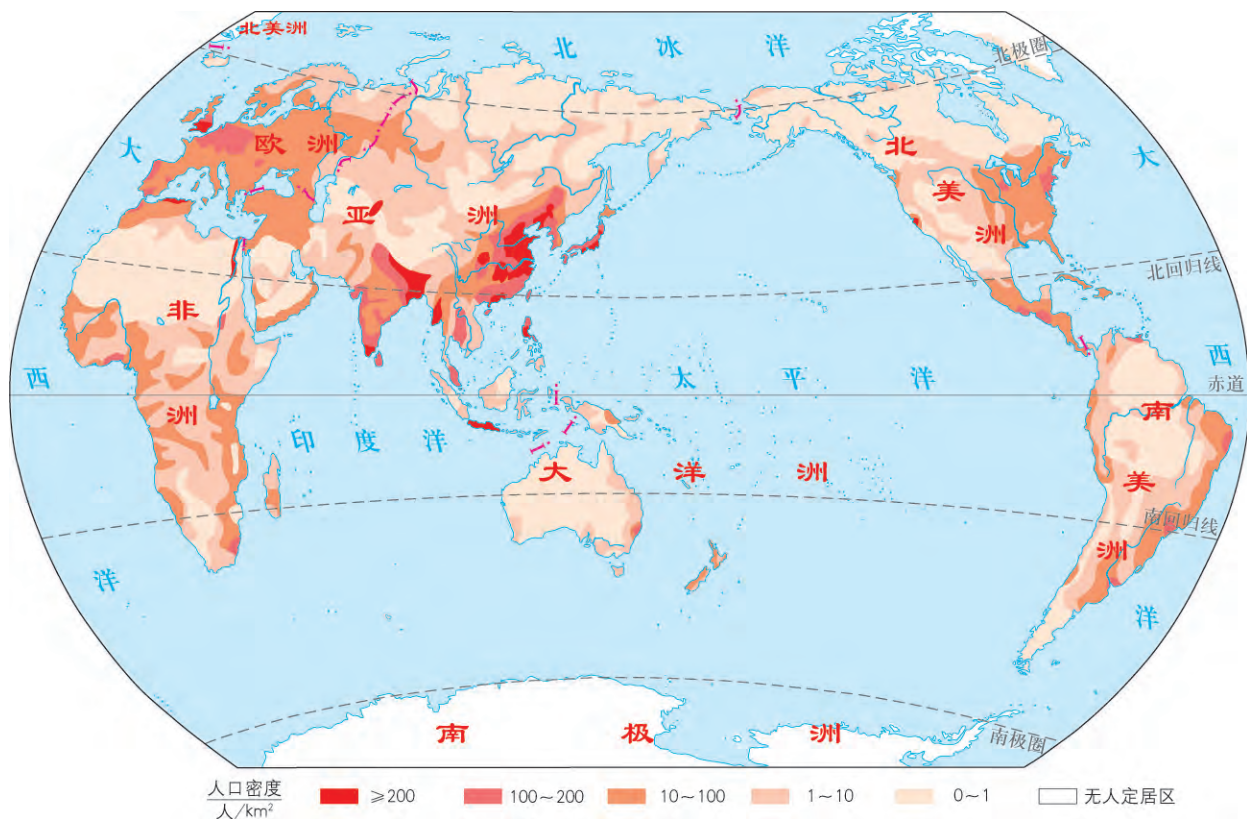 北美洲
北冰洋
北极圈
大
欧洲
北
大
亚洲
美
洲
北回归线
非
西
太平洋
西
赤道
洲
南
印度洋
大洋洲
美
南回归线
洲
洋
洋
南极洲
南极圈
人口密度
人/km²
≥200
100～200
10～100
1～10
0～1
无人定居区